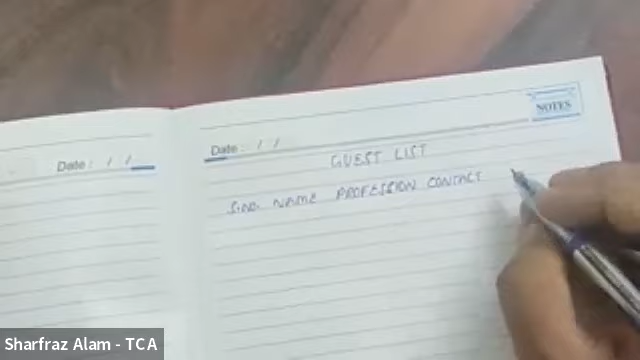 NOTES
Date : / /
Date : / /
GUEST LIST
S.NO. NAME PROFESSION CONTACT
Sharfraz Alam - TCA